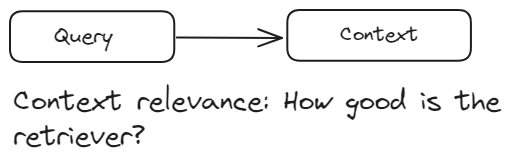 Query
Context
Context relevance: How good is the
retriever?